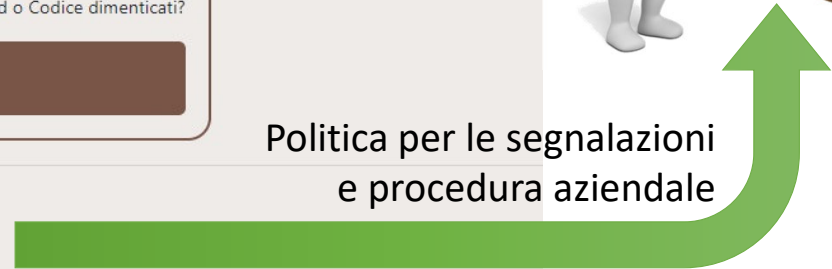 o Codice dimenticati?
Politica per le segnalazioni
e procedura aziendale